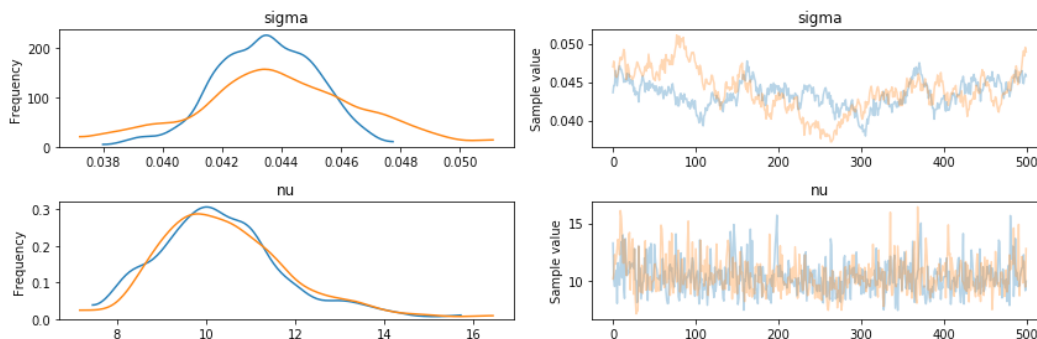 sigma
Frequency
200
100
0
0.038 0.040 0.042 0.044 0.046 0.048 0.050
sigma
Sample value
0.050
0.045
0.040
0 100 200 300 400 500
nu
Frequency
0.3
0.2
0.1
0.0
8 10 12 14 16
nu
Sample value
15
10
0 100 200 300 400 500